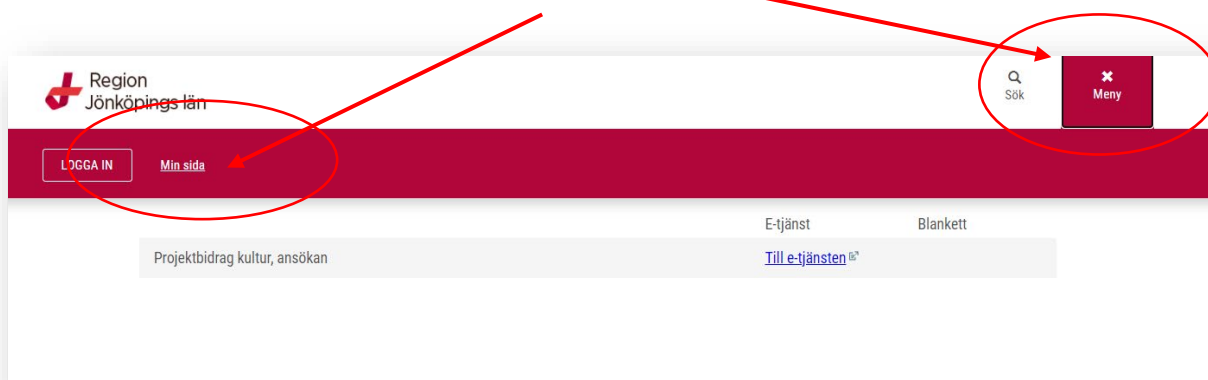 Region
Jönköpings län
Sök
Meny
LOGGA IN Min sida
E-tjänst Blankett
Projektbidrag kultur, ansökan Till e-tjänsten